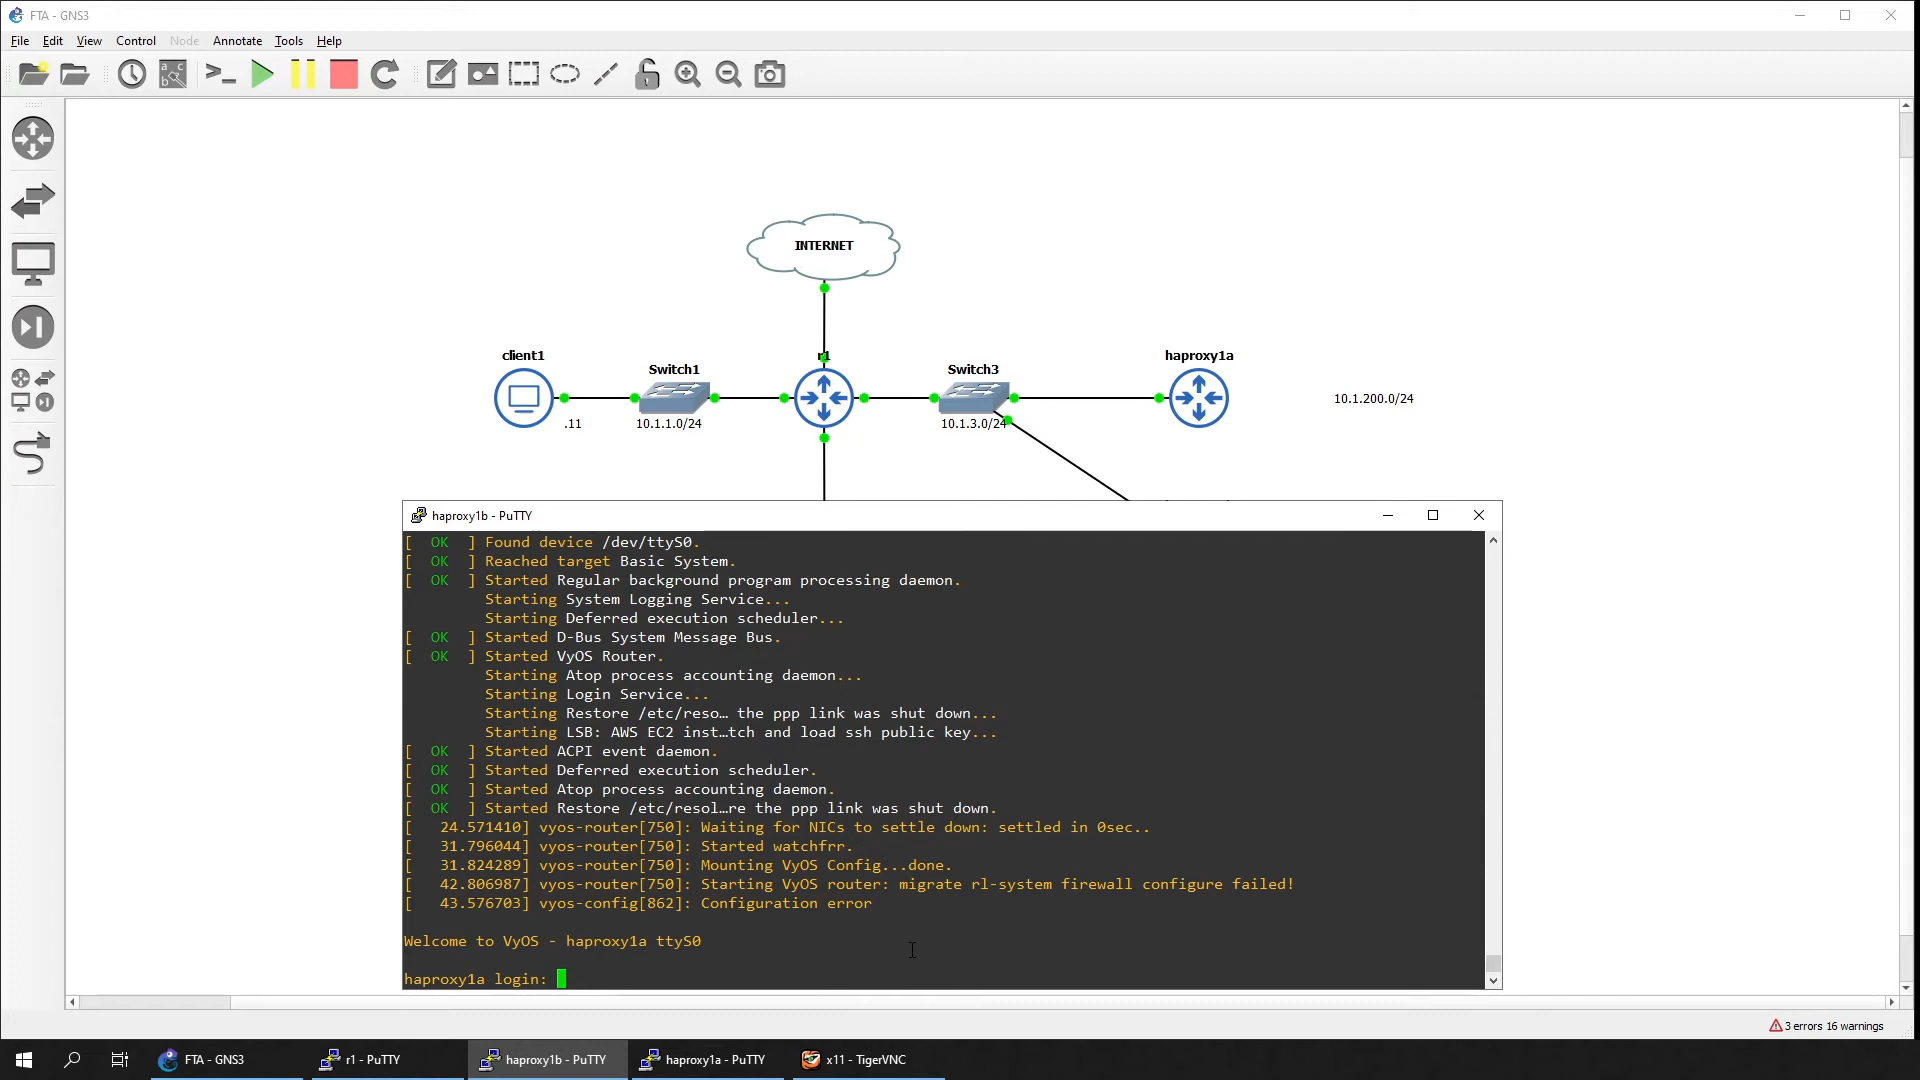 FTA - GNS3
File Edit View Control Node Annotate Tools Help
INTERNET
client1
Switch1
r1
Switch3
haproxy1a
.11
10.1.1.0/24
10.1.3.0/24
10.1.200.0/24
haproxy1b - PuTTY
[  OK  ] Found device /dev/ttyS0.
[  OK  ] Reached target Basic System.
[  OK  ] Started Regular background program processing daemon.
Starting System Logging Service...
Starting Deferred execution scheduler...
[  OK  ] Started D-Bus System Message Bus.
[  OK  ] Started VyOS Router.
Starting Atop process accounting daemon...
Starting Login Service...
Starting Restore /etc/reso… the ppp link was shut down...
Starting LSB: AWS EC2 inst…tch and load ssh public key...
[  OK  ] Started ACPI event daemon.
[  OK  ] Started Deferred execution scheduler.
[  OK  ] Started Atop process accounting daemon.
[  OK  ] Started Restore /etc/resol…re the ppp link was shut down.
[   24.571410] vyos-router[750]: Waiting for NICs to settle down: settled in 0sec..
[   31.796044] vyos-router[750]: Started watchfrr.
[   31.824289] vyos-router[750]: Mounting VyOS Config...done.
[   42.806987] vyos-router[750]: Starting VyOS router: migrate rl-system firewall configure failed!
[   43.576703] vyos-config[862]: Configuration error
Welcome to VyOS - haproxy1a ttyS0
haproxy1a login:
3 errors 16 warnings
FTA - GNS3
r1 - PuTTY
haproxy1b - PuTTY
haproxy1a - PuTTY
x11 - TigerVNC